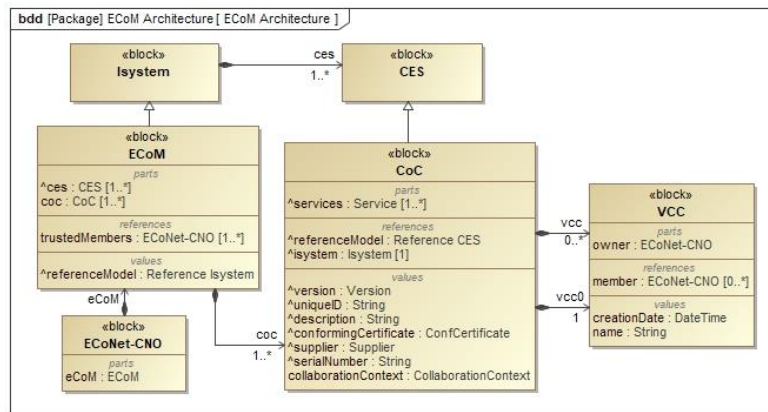 bdd [Package] ECoM Architecture [ ECoM Architecture ]
«block»
Isystem
ces
1..*
«block»
CES
«block»
ECoM
parts
^ces : CES [1..*]
coc : CoC [1..*]
references
trustedMembers : ECoNet-CNO [1..*]
values
^referenceModel : Reference Isystem
«block»
CoC
parts
^services : Service [1..*]
references
^referenceModel : Reference CES
^isystem : Isystem [1]
values
^version : Version
^uniqueID : String
^description : String
^conformingCertificate : ConfCertificate
^supplier : Supplier
^serialNumber : String
collaborationContext : CollaborationContext
vcc
0..*
vcc0
1
«block»
VCC
parts
owner : ECoNet-CNO
references
member : ECoNet-CNO [0..*]
values
creationDate : DateTime
name : String
eCoM
coc
1..*
«block»
ECoNet-CNO
parts
eCoM : ECoM